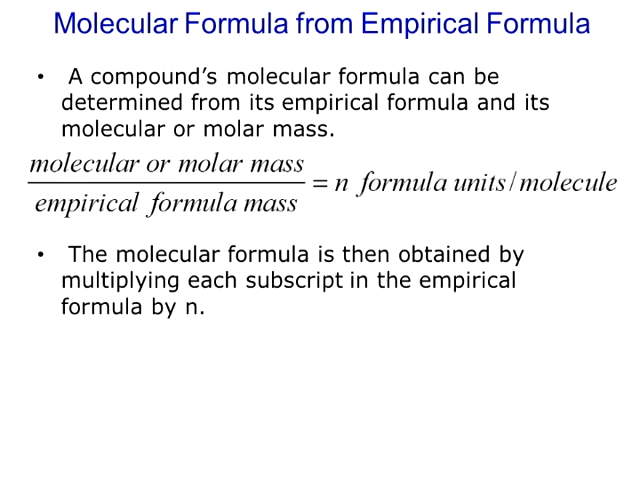 Molecular Formula from Empirical Formula
• A compound’s molecular formula can be
determined from its empirical formula and its
molecular or molar mass.
molecular or molar mass
empirical formula mass
= n formula units/molecule
• The molecular formula is then obtained by
multiplying each subscript in the empirical
formula by n.